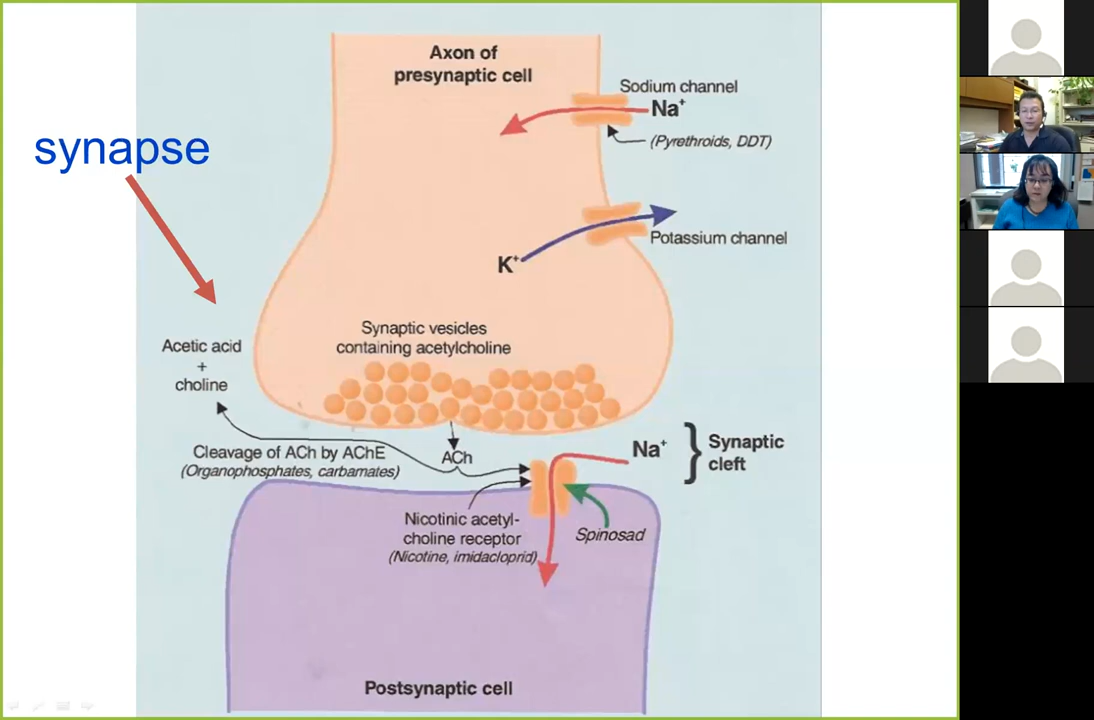 Axon of
presynaptic cell
Sodium channel
Na⁺
(Pyrethroids, DDT)
synapse
Potassium channel
K⁺
Synaptic vesicles
containing acetylcholine
Acetic acid
+
choline
Cleavage of ACh by AChE
(Organophosphates, carbamates)
ACh
Na⁺
Synaptic
cleft
Nicotinic acetyl-
choline receptor
(Nicotine, imidacloprid)
Spinosad
Postsynaptic cell